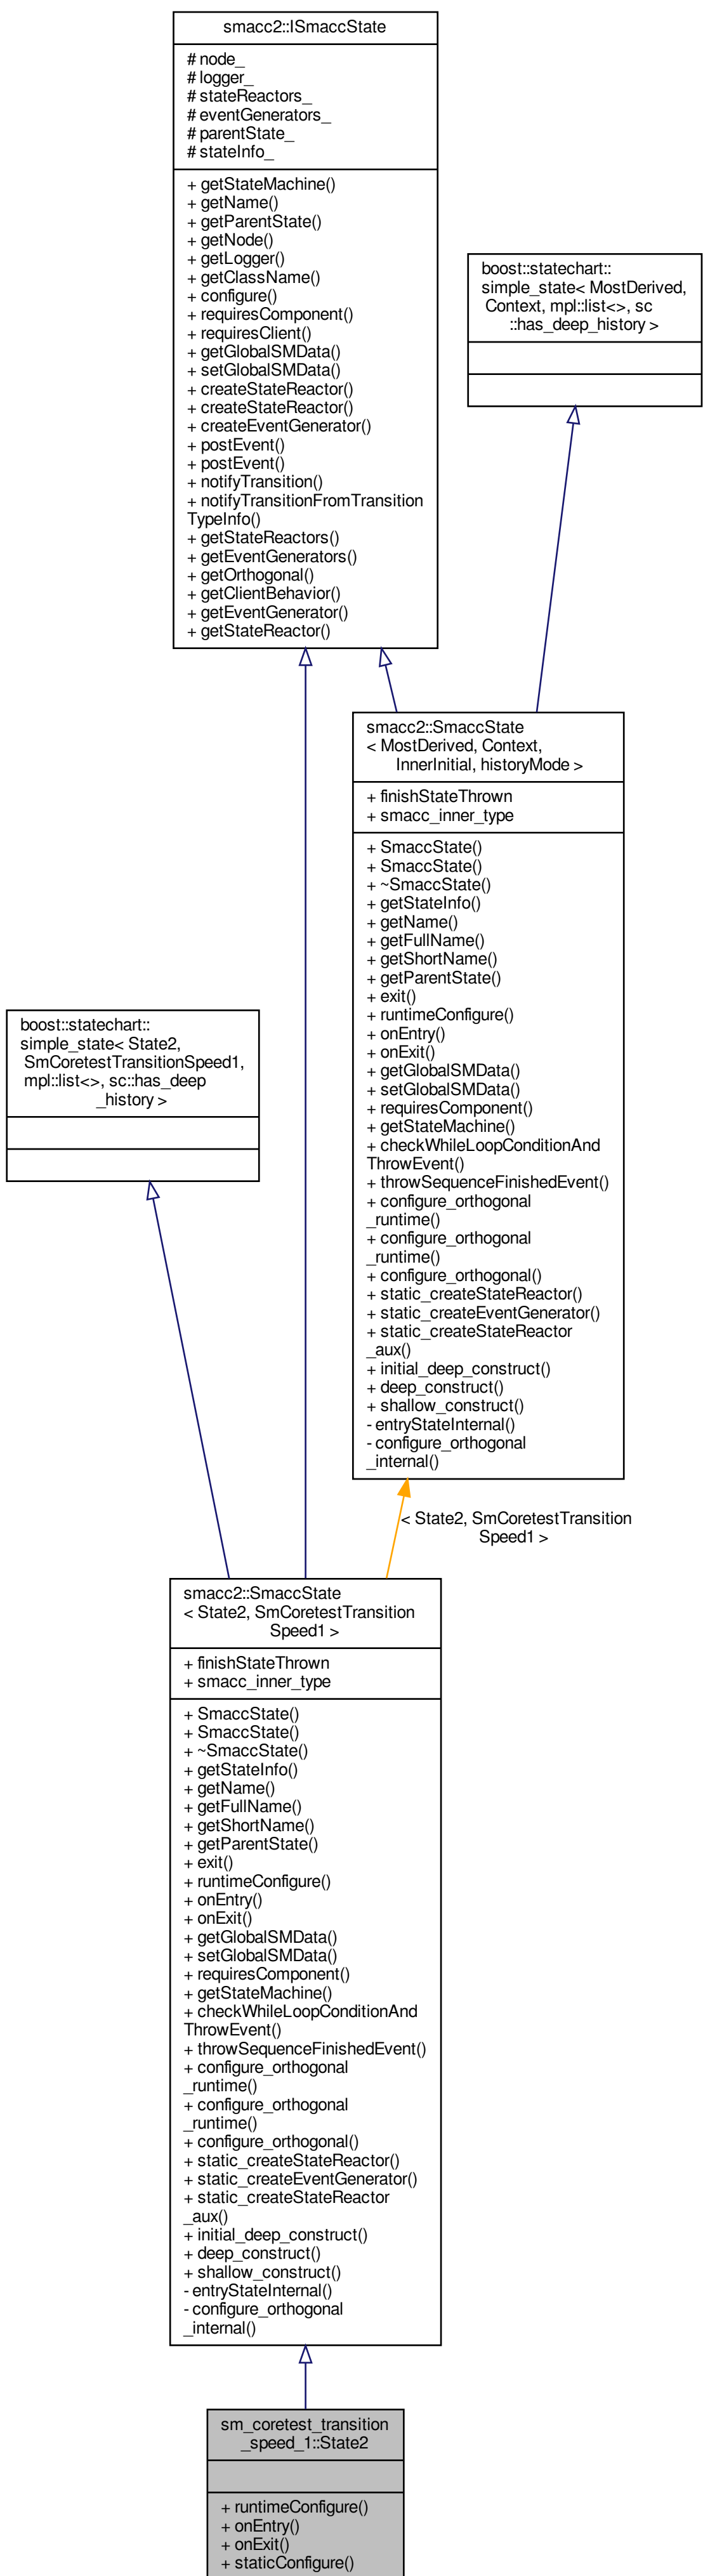 smacc2::ISmaccState
# node_
# logger_
# stateReactors_
# eventGenerators_
# parentState_
# stateInfo_
+ getStateMachine()
+ getName()
+ getParentState()
+ getNode()
+ getLogger()
+ getClassName()
+ configure()
+ requiresComponent()
+ requiresClient()
+ getGlobalSMData()
+ setGlobalSMData()
+ createStateReactor()
+ createStateReactor()
+ createEventGenerator()
+ postEvent()
+ postEvent()
+ notifyTransition()
+ notifyTransitionFromTransition
TypeInfo()
+ getStateReactors()
+ getEventGenerators()
+ getOrthogonal()
+ getClientBehavior()
+ getEventGenerator()
+ getStateReactor()
boost::statechart::
simple_state< MostDerived,
Context, mpl::list<>, sc
::has_deep_history >
smacc2::SmaccState
< MostDerived, Context,
InnerInitial, historyMode >
+ finishStateThrown
+ smacc_inner_type
+ SmaccState()
+ SmaccState()
+ ~SmaccState()
+ getStateInfo()
+ getName()
+ getFullName()
+ getShortName()
+ getParentState()
+ exit()
+ runtimeConfigure()
+ onEntry()
+ onExit()
+ getGlobalSMData()
+ setGlobalSMData()
+ requiresComponent()
+ getStateMachine()
+ checkWhileLoopConditionAnd
ThrowEvent()
+ throwSequenceFinishedEvent()
+ configure_orthogonal
_runtime()
+ configure_orthogonal
_runtime()
+ configure_orthogonal()
+ static_createStateReactor()
+ static_createEventGenerator()
+ static_createStateReactor
_aux()
+ initial_deep_construct()
+ deep_construct()
+ shallow_construct()
- entryStateInternal()
- configure_orthogonal
_internal()
boost::statechart::
simple_state< State2,
SmCoretestTransitionSpeed1,
mpl::list<>, sc::has_deep
_history >
< State2, SmCoretestTransition
Speed1 >
smacc2::SmaccState
< State2, SmCoretestTransition
Speed1 >
+ finishStateThrown
+ smacc_inner_type
+ SmaccState()
+ SmaccState()
+ ~SmaccState()
+ getStateInfo()
+ getName()
+ getFullName()
+ getShortName()
+ getParentState()
+ exit()
+ runtimeConfigure()
+ onEntry()
+ onExit()
+ getGlobalSMData()
+ setGlobalSMData()
+ requiresComponent()
+ getStateMachine()
+ checkWhileLoopConditionAnd
ThrowEvent()
+ throwSequenceFinishedEvent()
+ configure_orthogonal
_runtime()
+ configure_orthogonal
_runtime()
+ configure_orthogonal()
+ static_createStateReactor()
+ static_createEventGenerator()
+ static_createStateReactor
_aux()
+ initial_deep_construct()
+ deep_construct()
+ shallow_construct()
- entryStateInternal()
- configure_orthogonal
_internal()
sm_coretest_transition
_speed_1::State2
+ runtimeConfigure()
+ onEntry()
+ onExit()
+ staticConfigure()